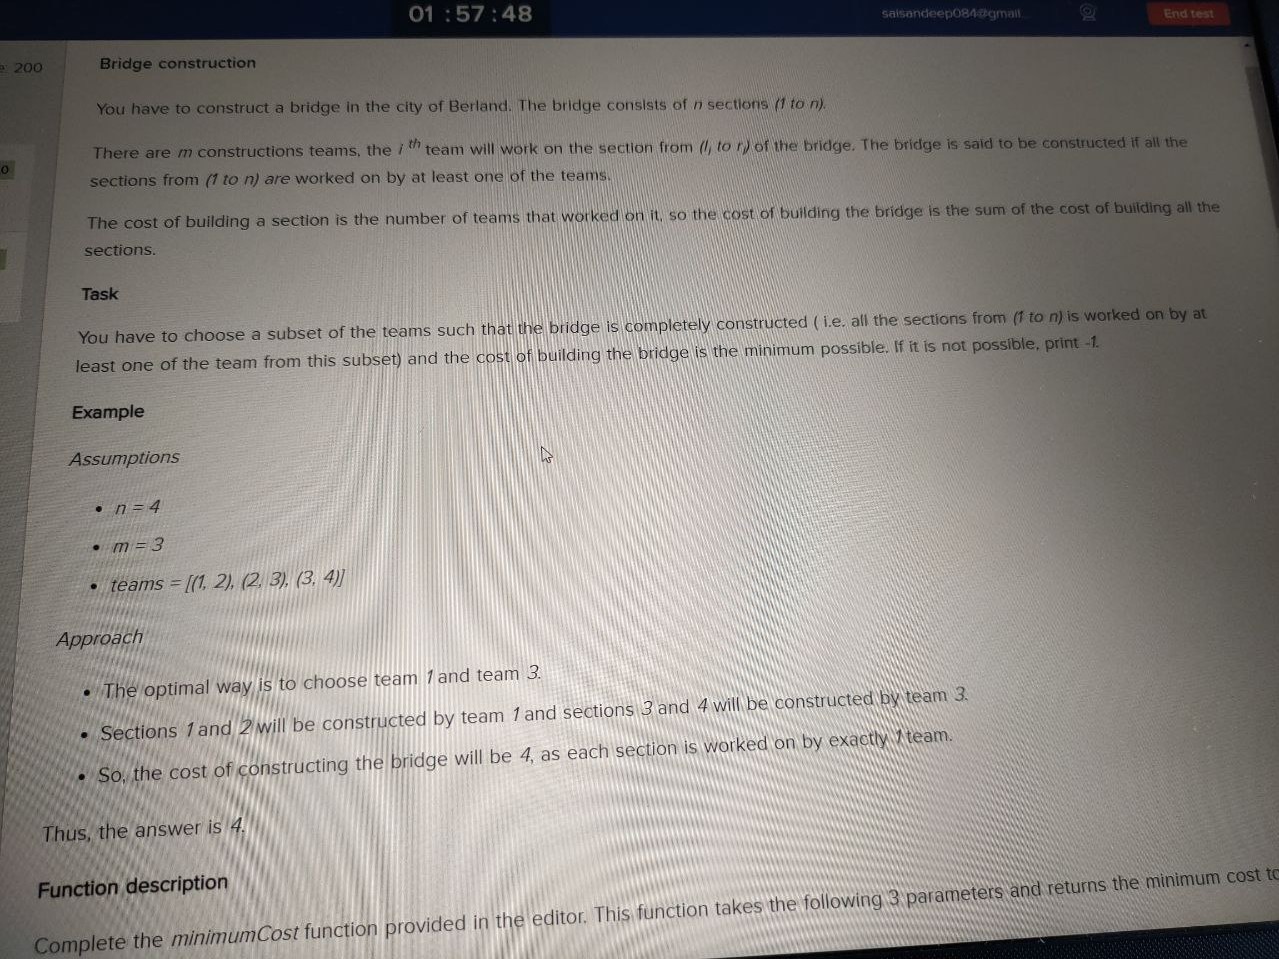 01 : 57 : 48
saisandeep084@gmail
End test
200
Bridge construction
You have to construct a bridge in the city of Berland. The bridge consists of n sections (1 to n).
There are m constructions teams, the i th team will work on the section from (li to ri) of the bridge. The bridge is said to be constructed if all the
sections from (1 to n) are worked on by at least one of the teams.
The cost of building a section is the number of teams that worked on it, so the cost of building the bridge is the sum of the cost of building all the
sections.
Task
You have to choose a subset of the teams such that the bridge is completely constructed ( i.e. all the sections from (1 to n) is worked on by at
least one of the team from this subset) and the cost of building the bridge is the minimum possible. If it is not possible, print -1.
Example
Assumptions
• n = 4
• m = 3
• teams = [(1, 2), (2, 3), (3, 4)]
Approach
• The optimal way is to choose team 1 and team 3.
• Sections 1 and 2 will be constructed by team 1 and sections 3 and 4 will be constructed by team 3.
• So, the cost of constructing the bridge will be 4, as each section is worked on by exactly 1 team.
Thus, the answer is 4.
Function description
Complete the minimumCost function provided in the editor. This function takes the following 3 parameters and returns the minimum cost to